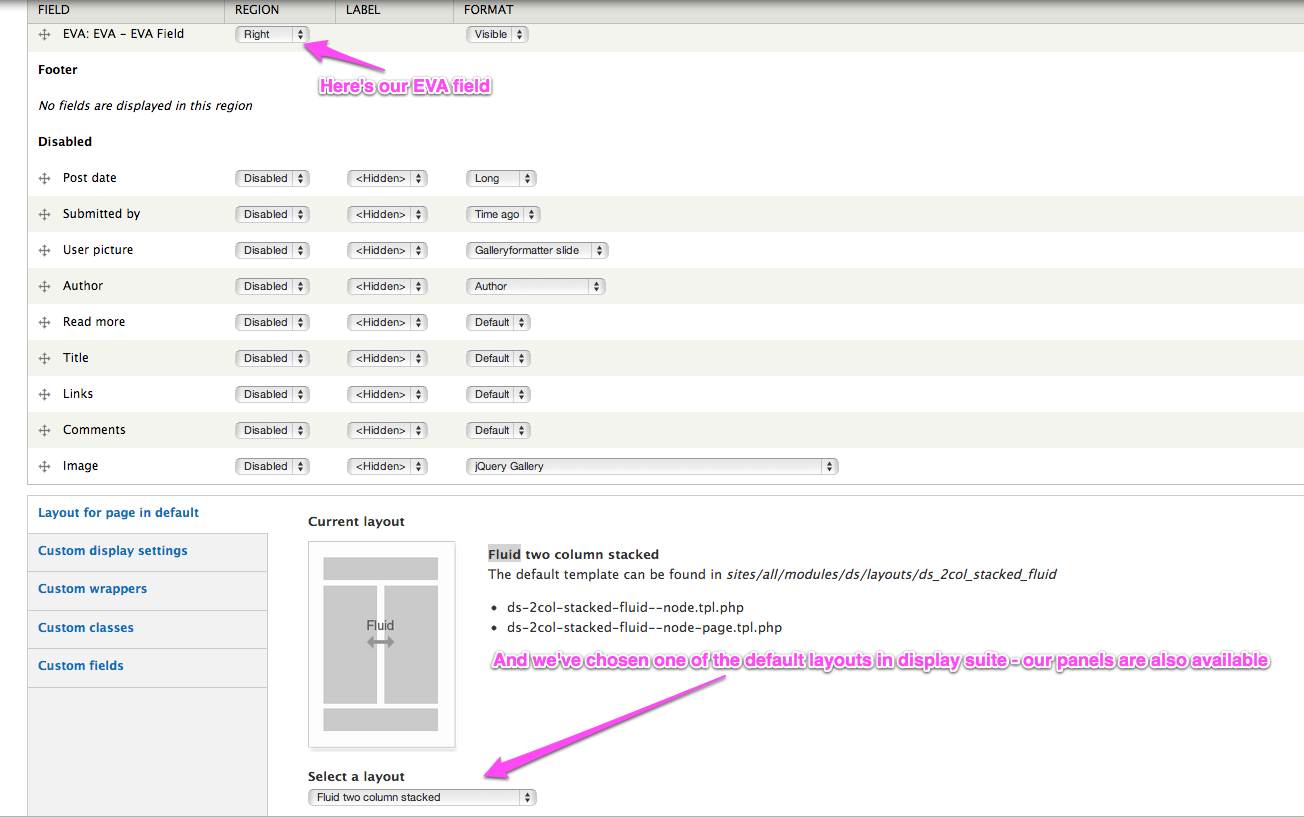 FIELD REGION LABEL FORMAT
EVA: EVA - EVA Field Right Visible
Here's our EVA field
Footer
No fields are displayed in this region
Disabled
Post date Disabled <Hidden> Long
Submitted by Disabled <Hidden> Time ago
User picture Disabled <Hidden> Galleryformatter slide
Author Disabled <Hidden> Author
Read more Disabled <Hidden> Default
Title Disabled <Hidden> Default
Links Disabled <Hidden> Default
Comments Disabled <Hidden> Default
Image Disabled <Hidden> jQuery Gallery
Layout for page in default
Custom display settings
Custom wrappers
Custom classes
Custom fields
Current layout
Fluid
Fluid two column stacked
The default template can be found in sites/all/modules/ds/layouts/ds_2col_stacked_fluid
• ds-2col-stacked-fluid--node.tpl.php
• ds-2col-stacked-fluid--node-page.tpl.php
And we've chosen one of the default layouts in display suite - our panels are also available
Select a layout
Fluid two column stacked